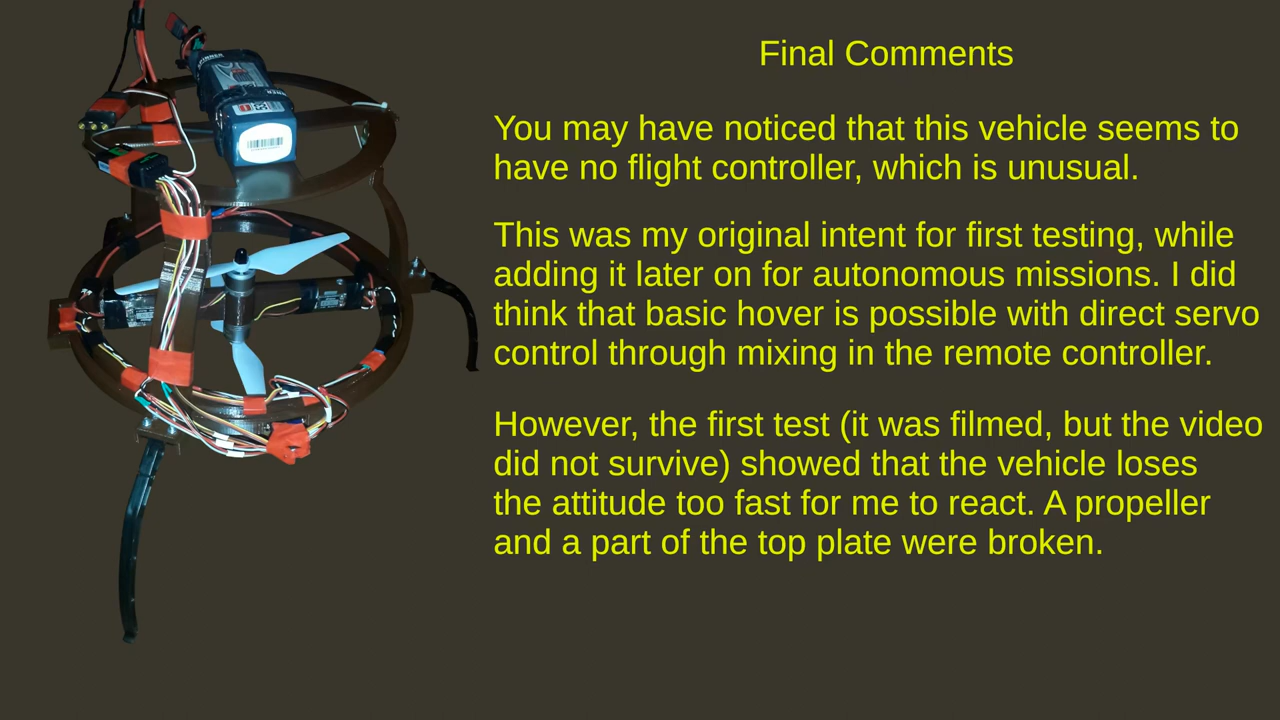 Final Comments
You may have noticed that this vehicle seems to
have no flight controller, which is unusual.
This was my original intent for first testing, while
adding it later on for autonomous missions. I did
think that basic hover is possible with direct servo
control through mixing in the remote controller.
However, the first test (it was filmed, but the video
did not survive) showed that the vehicle loses
the attitude too fast for me to react. A propeller
and a part of the top plate were broken.